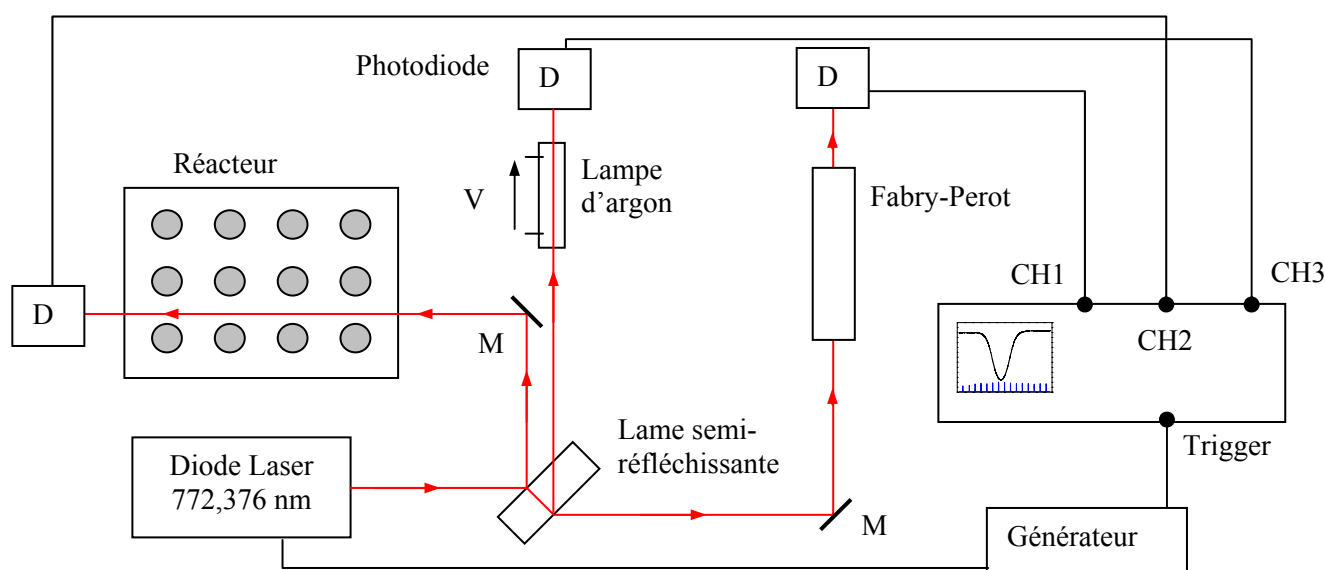 Photodiode
D
D
Réacteur
V
Lampe
d’argon
Fabry-Perot
CH1
CH3
D
M
CH2
Lame semi-
réfléchissante
Trigger
Diode Laser
772,376 nm
M
Générateur